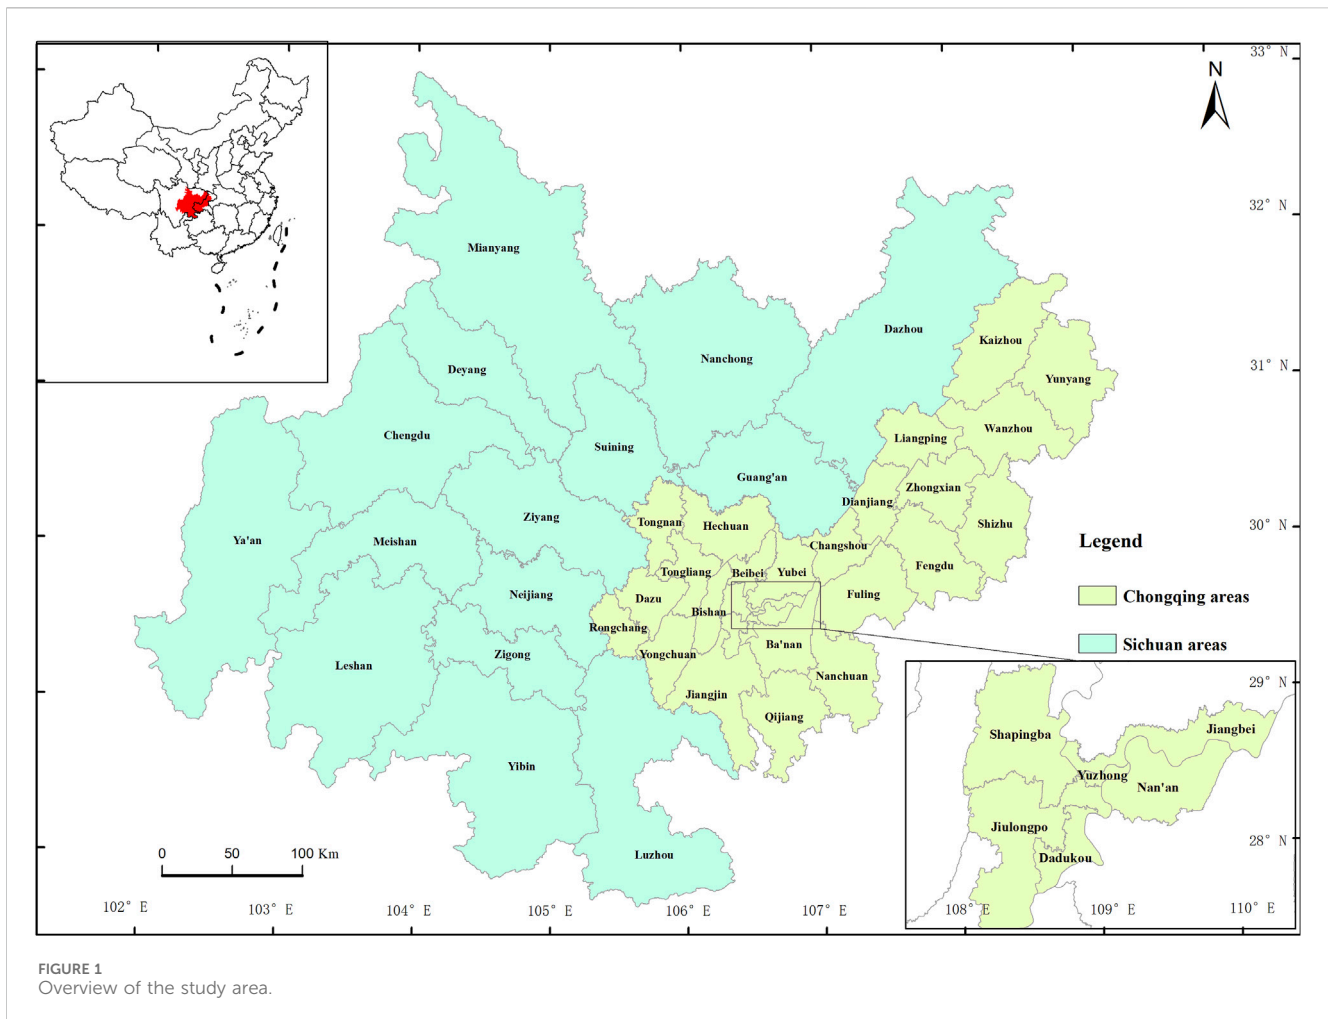 33° N
N
32° N
Mianyang
Dazhou
Kaizhou
Nanchong
31° N
Deyang
Yunyang
Chengdu
Wanzhou
Liangping
Suining
Guang'an
Zhongxian
Dianjiang
Ziyang
Tongnan
Hechuan
Shizhu
30° N
Ya'an
Meishan
Changshou
Legend
Tongliang
Beibei
Yubei
Fengdu
Neijiang
Dazu
Fuling
Chongqing areas
Bishan
Rongchang
Ba'nan
Sichuan areas
Zigong
Yongchuan
Leshan
Nanchuan
29° N
Jiangjin
Qijiang
Shapingba
Jiangbei
Yibin
Yuzhong
Nan'an
Jiulongpo
28° N
Luzhou
Dadukou
0 50 100 Km
102° E 103° E 104° E 105° E 106° E 107° E 108° E 109° E 110° E
FIGURE 1
Overview of the study area.